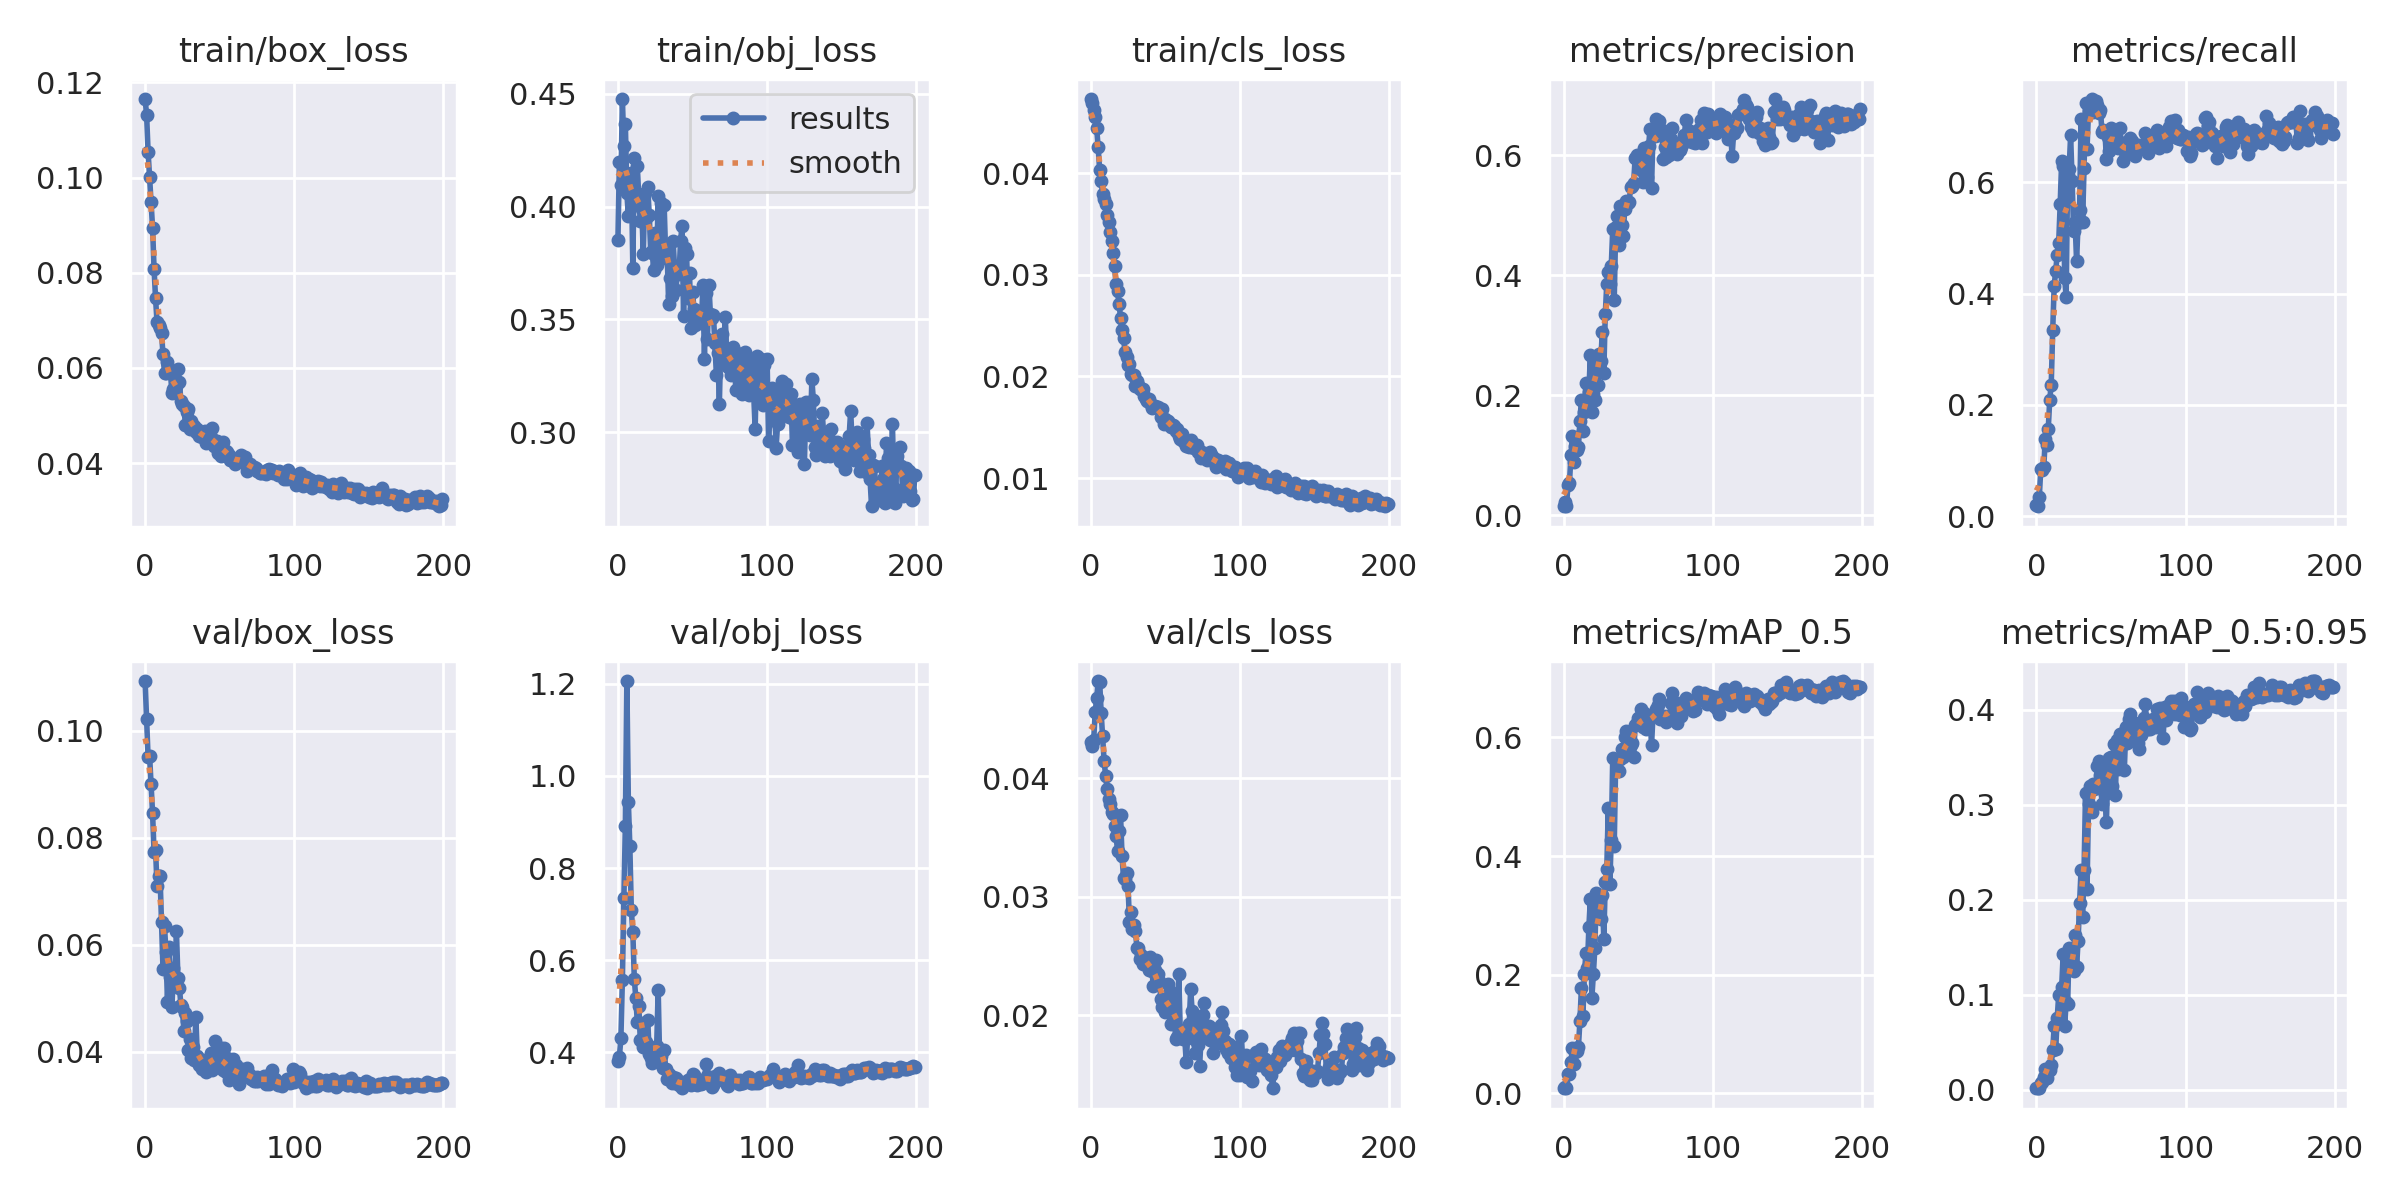 train/box_loss
0.12
0.10
0.08
0.06
0.04
0 100 200
train/obj_loss
results
smooth
0.45
0.40
0.35
0.30
0 100 200
train/cls_loss
0.04
0.03
0.02
0.01
0 100 200
metrics/precision
0.6
0.4
0.2
0.0
0 100 200
metrics/recall
0.6
0.4
0.2
0.0
0 100 200
val/box_loss
0.10
0.08
0.06
0.04
0 100 200
val/obj_loss
1.2
1.0
0.8
0.6
0.4
0 100 200
val/cls_loss
0.04
0.03
0.02
0 100 200
metrics/mAP_0.5
0.6
0.4
0.2
0.0
0 100 200
metrics/mAP_0.5:0.95
0.4
0.3
0.2
0.1
0.0
0 100 200